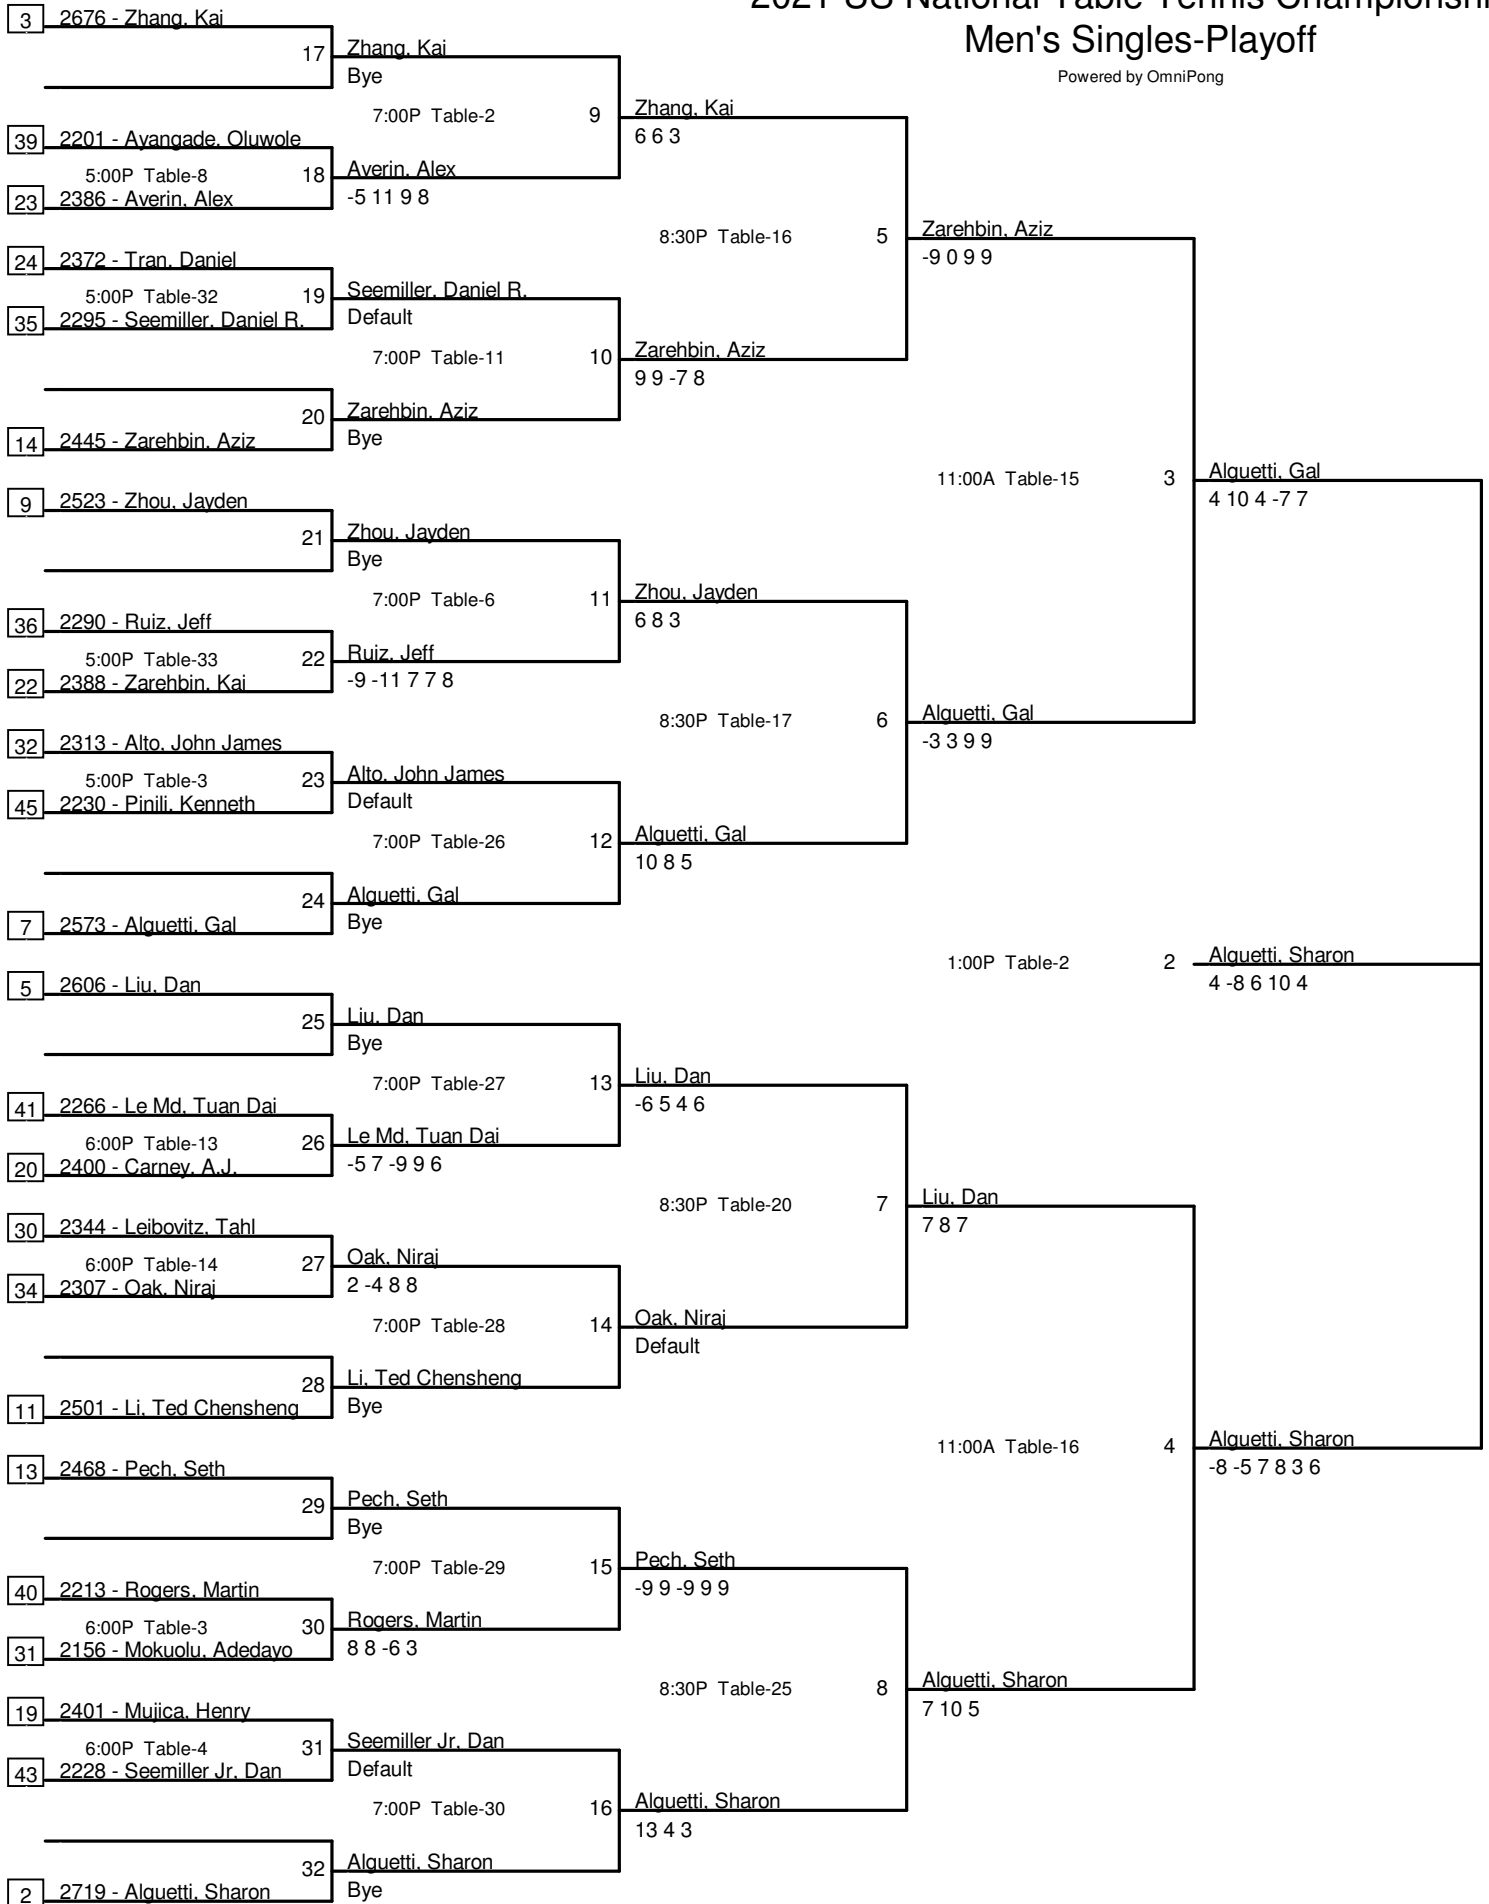 2021 US National Table Tennis Championshi
Men's Singles-Playoff
Powered by OmniPong
3 2676 - Zhang, Kai
17 Zhang, Kai
Bye
7:00P Table-2 9 Zhang, Kai
6 6 3
39 2201 - Ayangade, Oluwole
5:00P Table-8 18 Averin, Alex
23 2386 - Averin, Alex
-5 11 9 8
8:30P Table-16 5 Zarehbin, Aziz
-9 0 9 9
24 2372 - Tran, Daniel
5:00P Table-32 19 Seemiller, Daniel R.
35 2295 - Seemiller, Daniel R.
Default
7:00P Table-11 10 Zarehbin, Aziz
9 9 -7 8
20 Zarehbin, Aziz
14 2445 - Zarehbin, Aziz
Bye
11:00A Table-15 3 Alguetti, Gal
4 10 4 -7 7
9 2523 - Zhou, Jayden
21 Zhou, Jayden
Bye
7:00P Table-6 11 Zhou, Jayden
6 8 3
36 2290 - Ruiz, Jeff
5:00P Table-33 22 Ruiz, Jeff
22 2388 - Zarehbin, Kai
-9 -11 7 7 8
8:30P Table-17 6 Alguetti, Gal
-3 3 9 9
32 2313 - Alto, John James
5:00P Table-3 23 Alto, John James
45 2230 - Pinili, Kenneth
Default
7:00P Table-26 12 Alguetti, Gal
10 8 5
24 Alguetti, Gal
7 2573 - Alguetti, Gal
Bye
1:00P Table-2 2 Alguetti, Sharon
4 -8 6 10 4
5 2606 - Liu, Dan
25 Liu, Dan
Bye
7:00P Table-27 13 Liu, Dan
-6 5 4 6
41 2266 - Le Md, Tuan Dai
6:00P Table-13 26 Le Md, Tuan Dai
20 2400 - Carney, A.J.
-5 7 -9 9 6
8:30P Table-20 7 Liu, Dan
7 8 7
30 2344 - Leibovitz, Tahl
6:00P Table-14 27 Oak, Niraj
34 2307 - Oak, Niraj
2 -4 8 8
7:00P Table-28 14 Oak, Niraj
Default
28 Li, Ted Chensheng
11 2501 - Li, Ted Chensheng
Bye
11:00A Table-16 4 Alguetti, Sharon
-8 -5 7 8 3 6
13 2468 - Pech, Seth
29 Pech, Seth
Bye
7:00P Table-29 15 Pech, Seth
-9 9 -9 9 9
40 2213 - Rogers, Martin
6:00P Table-3 30 Rogers, Martin
31 2156 - Mokuolu, Adedayo
8 8 -6 3
8:30P Table-25 8 Alguetti, Sharon
7 10 5
19 2401 - Mujica, Henry
6:00P Table-4 31 Seemiller Jr, Dan
43 2228 - Seemiller Jr, Dan
Default
7:00P Table-30 16 Alguetti, Sharon
13 4 3
32 Alguetti, Sharon
2 2719 - Alguetti, Sharon
Bye